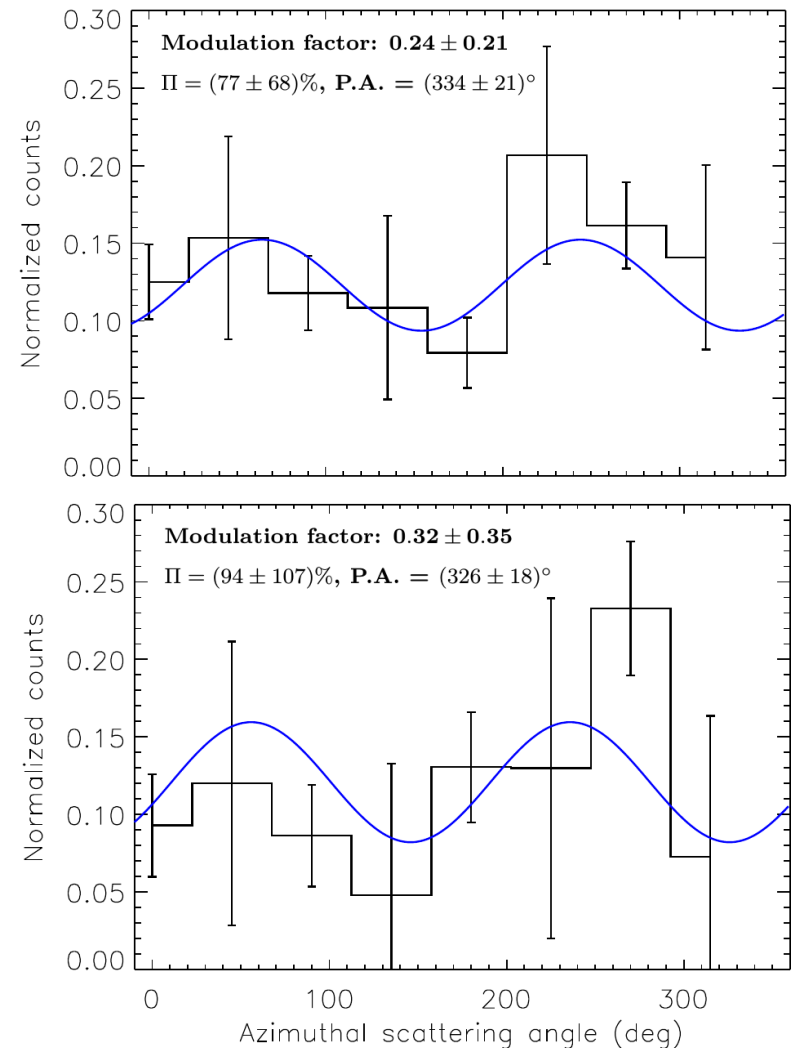 0.30
Modulation factor: 0.24 ± 0.21
Π = (77 ± 68)%, P.A. = (334 ± 21)°
0.25
0.20
0.15
0.10
0.05
0.00
Normalized counts
0.30
Modulation factor: 0.32 ± 0.35
Π = (94 ± 107)%, P.A. = (326 ± 18)°
0.25
0.20
0.15
0.10
0.05
0.00
Normalized counts
0 100 200 300
Azimuthal scattering angle (deg)